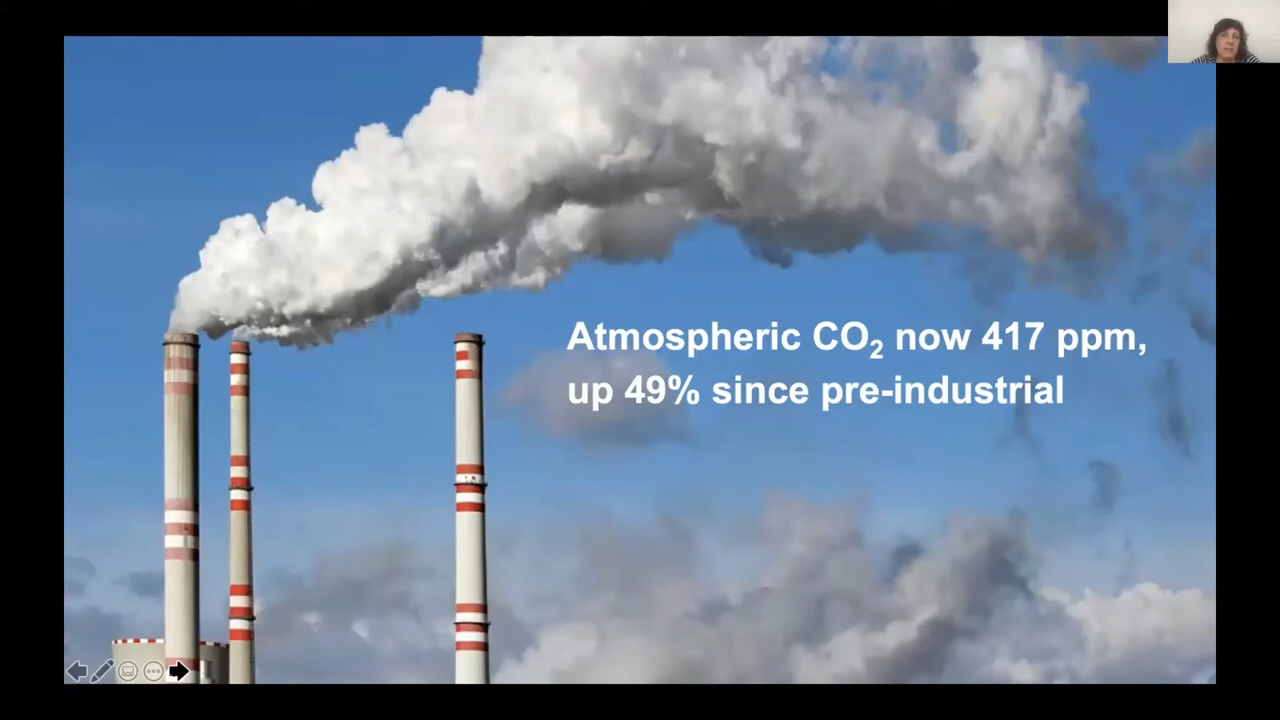 Atmospheric CO₂ now 417 ppm,
up 49% since pre-industrial